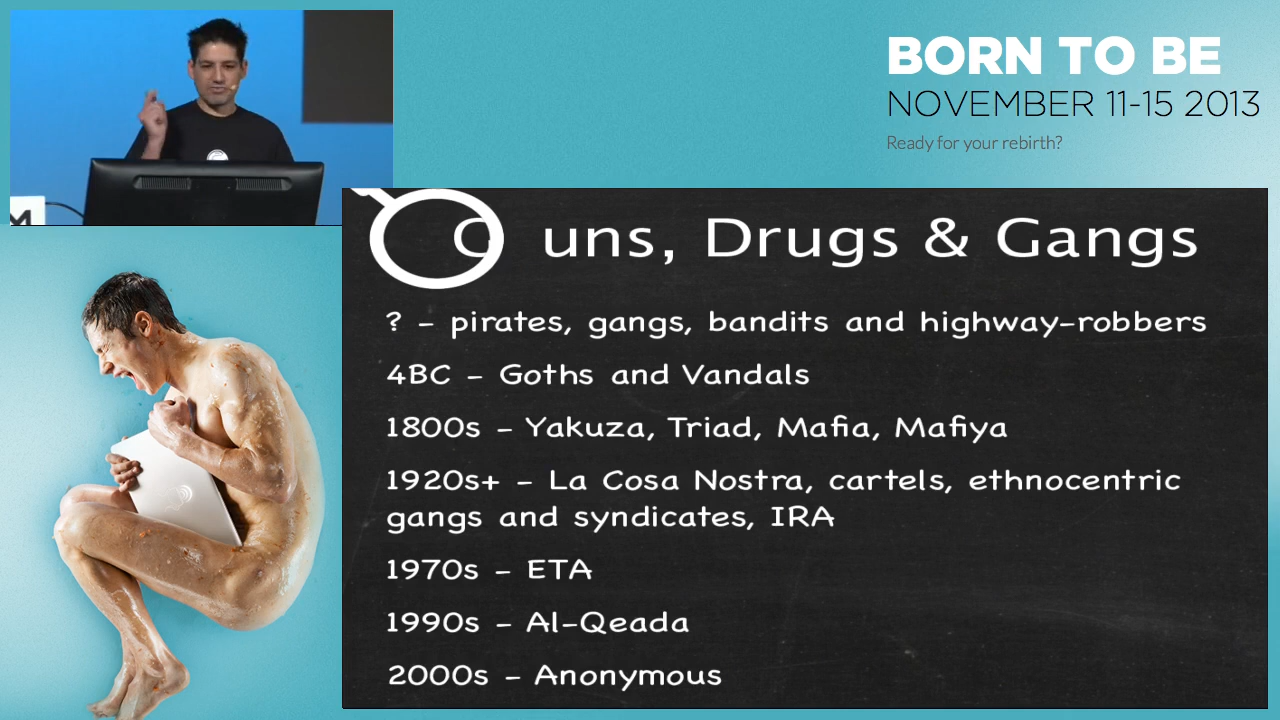 BORN TO BE
NOVEMBER 11-15 2013
Ready for your rebirth?
Guns, Drugs & Gangs
? - pirates, gangs, bandits and highway-robbers
4BC - Goths and Vandals
1800s - Yakuza, Triad, Mafia, Mafiya
1920s+ - La Cosa Nostra, cartels, ethnocentric
gangs and syndicates, IRA
1970s - ETA
1990s - Al-Qeada
2000s - Anonymous